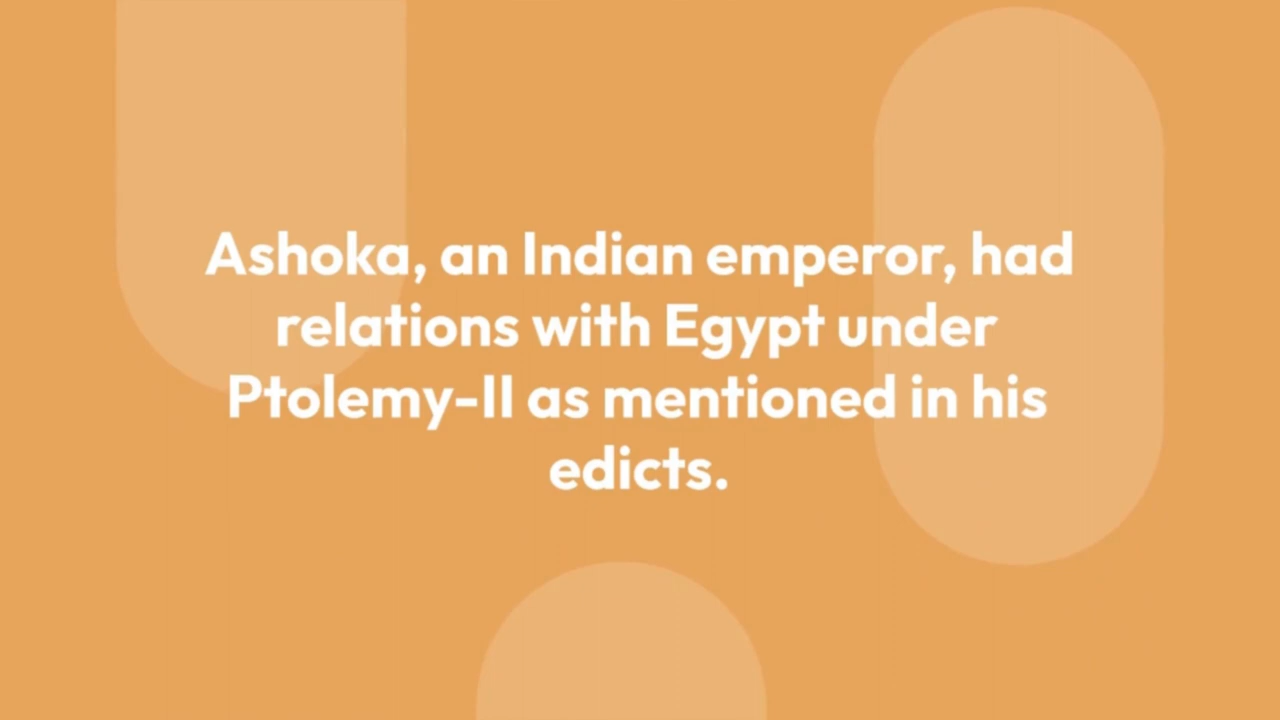 Ashoka, an Indian emperor, had
relations with Egypt under
Ptolemy-II as mentioned in his
edicts.